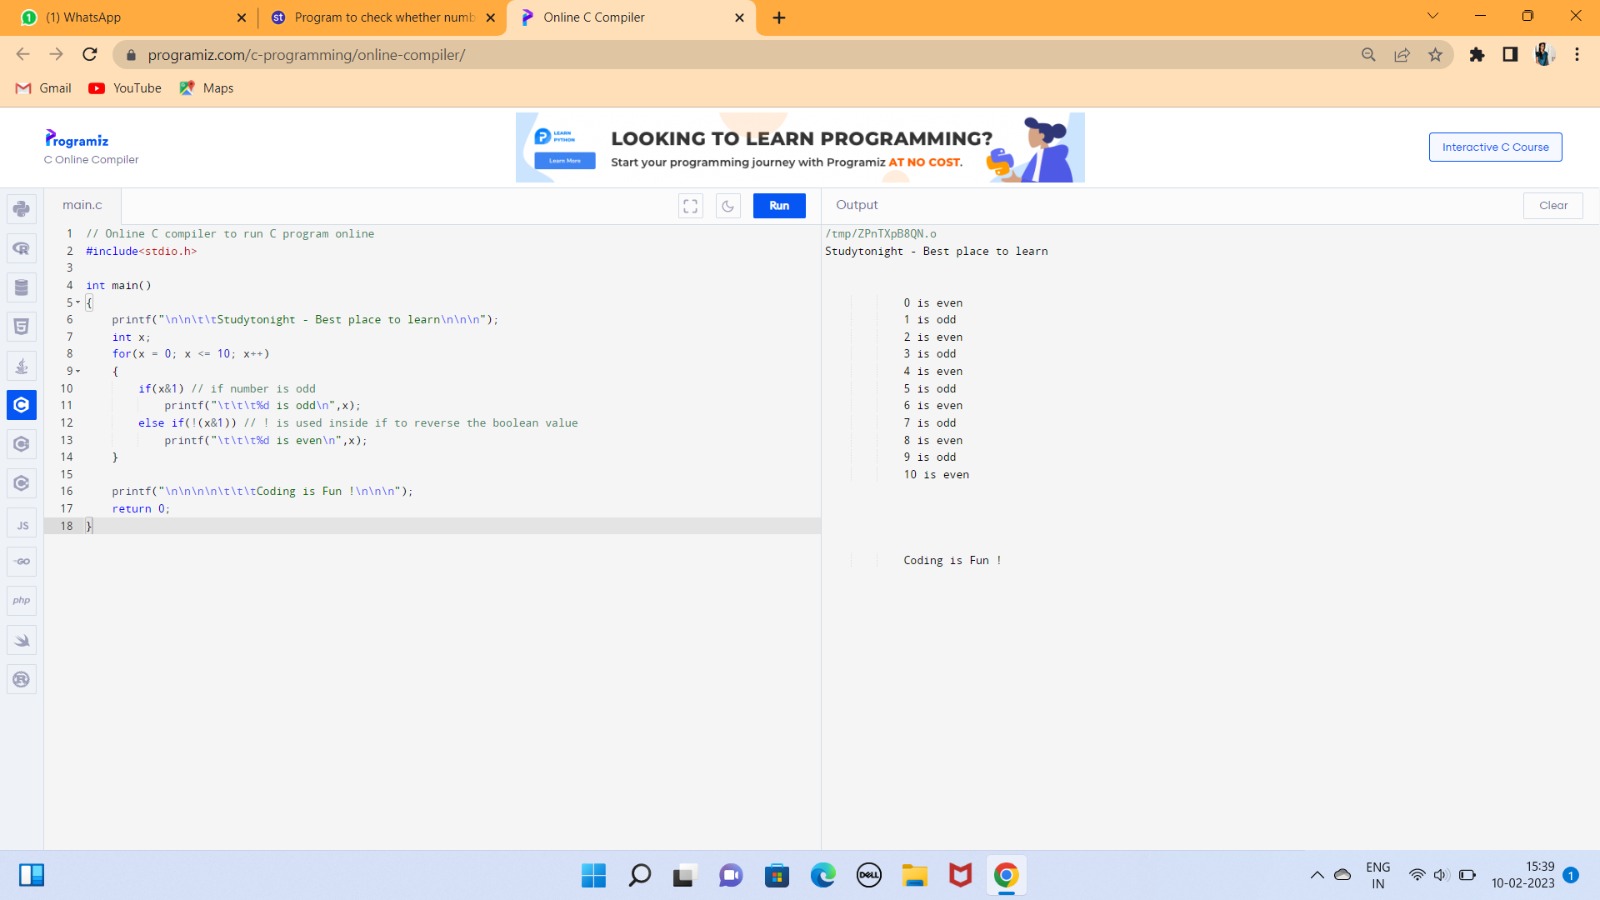 (1) WhatsApp
Program to check whether numb
Online C Compiler
programiz.com/c-programming/online-compiler/
Gmail
YouTube
Maps
Programiz
C Online Compiler
LEARN PYTHON
Learn More
LOOKING TO LEARN PROGRAMMING?
Start your programming journey with Programiz AT NO COST.
Interactive C Course
main.c
Run
Output
Clear
1 // Online C compiler to run C program online
2 #include<stdio.h>
3
4 int main()
5 {
6 printf("\n\n\t\tStudytonight - Best place to learn\n\n\n");
7 int x;
8 for(x = 0; x <= 10; x++)
9 {
10 if(x&1) // if number is odd
11 printf("\t\t\t%d is odd\n",x);
12 else if(!(x&1)) // ! is used inside if to reverse the boolean value
13 printf("\t\t\t%d is even\n",x);
14 }
15
16 printf("\n\n\n\n\t\t\tCoding is Fun !\n\n\n");
17 return 0;
18 }
/tmp/ZPnTXpB8QN.o
Studytonight - Best place to learn
0 is even
1 is odd
2 is even
3 is odd
4 is even
5 is odd
6 is even
7 is odd
8 is even
9 is odd
10 is even
Coding is Fun !
JS
GO
php
DELL
ENG
IN
15:39
10-02-2023
1